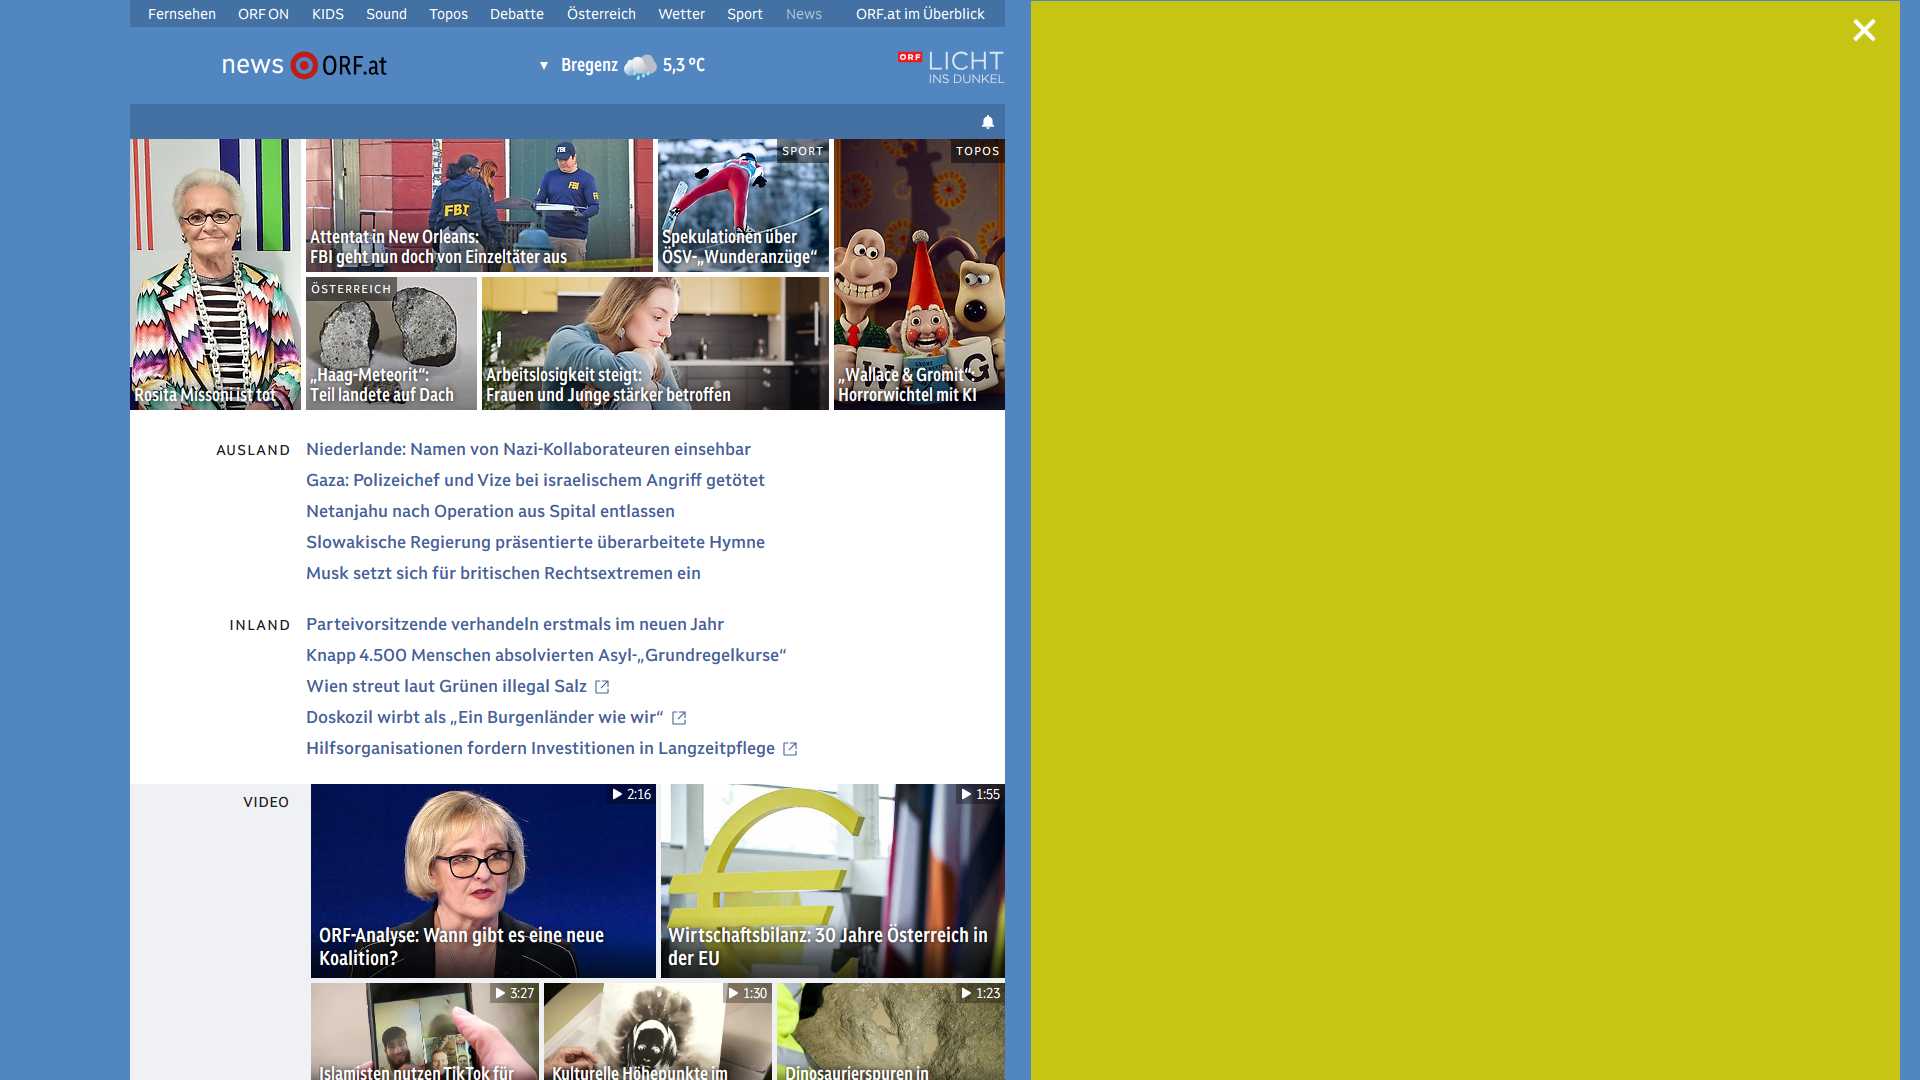 Fernsehen ORF ON KIDS Sound Topos Debatte Österreich Wetter Sport News ORF.at im Überblick
news ORF.at
Bregenz 5,3 °C
ORF LICHT
INS DUNKEL
Rosita Missoni ist tot
FBI
FBI
FBI
Attentat in New Orleans:
FBI geht nun doch von Einzeltäter aus
SPORT
Spekulationen über
ÖSV-„Wunderanzüge“
TOPOS
W G
„Wallace & Gromit“:
Horrorwichtel mit KI
ÖSTERREICH
„Haag-Meteorit“:
Teil landete auf Dach
Arbeitslosigkeit steigt:
Frauen und Junge stärker betroffen
AUSLAND
Niederlande: Namen von Nazi-Kollaborateuren einsehbar
Gaza: Polizeichef und Vize bei israelischem Angriff getötet
Netanjahu nach Operation aus Spital entlassen
Slowakische Regierung präsentierte überarbeitete Hymne
Musk setzt sich für britischen Rechtsextremen ein
INLAND
Parteivorsitzende verhandeln erstmals im neuen Jahr
Knapp 4.500 Menschen absolvierten Asyl-„Grundregelkurse“
Wien streut laut Grünen illegal Salz
Doskozil wirbt als „Ein Burgenländer wie wir“
Hilfsorganisationen fordern Investitionen in Langzeitpflege
VIDEO
2:16
ORF-Analyse: Wann gibt es eine neue
Koalition?
1:55
Wirtschaftsbilanz: 30 Jahre Österreich in
der EU
3:27
Islamisten nutzen TikTok für
1:30
Kulturelle Höhepunkte im
1:23
Dinosaurierspuren in